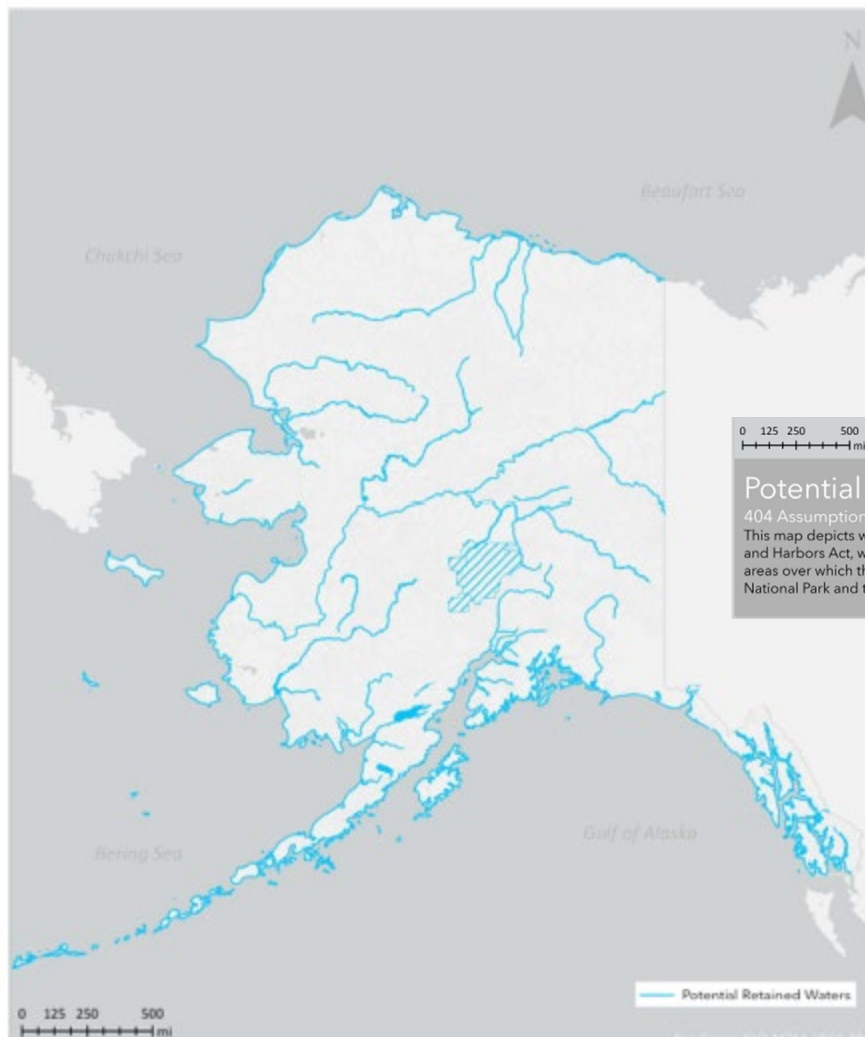 N
Beaufort Sea
Chukchi Sea
0 125 250 500
mi
Potential
404 Assumption
This map depicts w
and Harbors Act, w
areas over which th
National Park and t
Gulf of Alaska
Bering Sea
Potential Retained Waters
0 125 250 500
mi